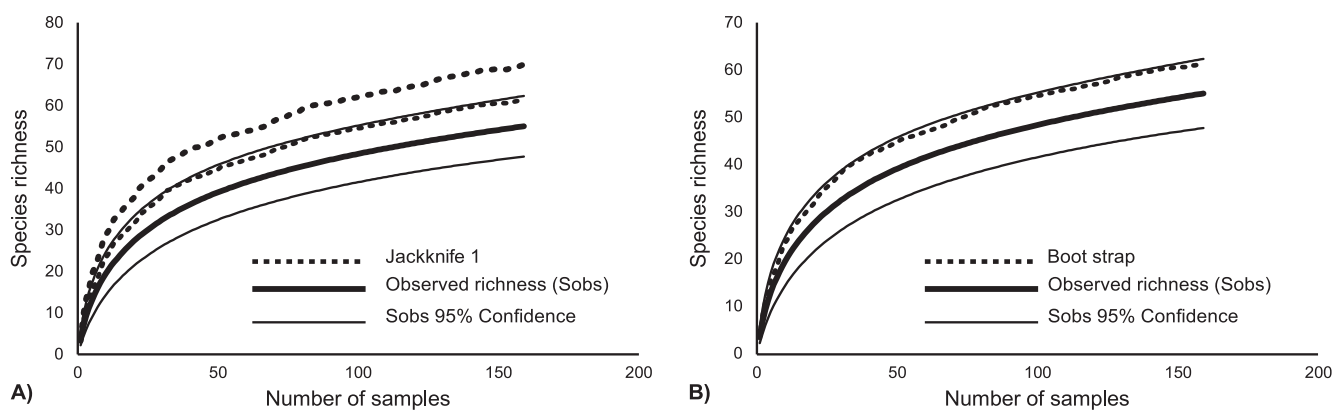 80
70
60
50
40
30
20
10
0
Species richness
Jackknife 1
Observed richness (Sobs)
Sobs 95% Confidence
0 50 100 150 200
A) Number of samples
70
60
50
40
30
20
10
0
Species richness
Boot strap
Observed richness (Sobs)
Sobs 95% Confidence
0 50 100 150 200
B) Number of samples